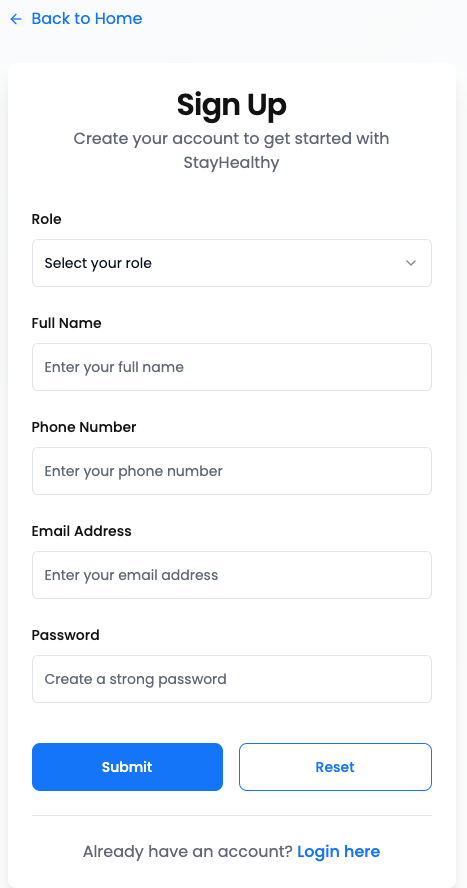 Back to Home
Sign Up
Create your account to get started with
StayHealthy
Role
Select your role
Full Name
Enter your full name
Phone Number
Enter your phone number
Email Address
Enter your email address
Password
Create a strong password
Submit Reset
Already have an account? Login here